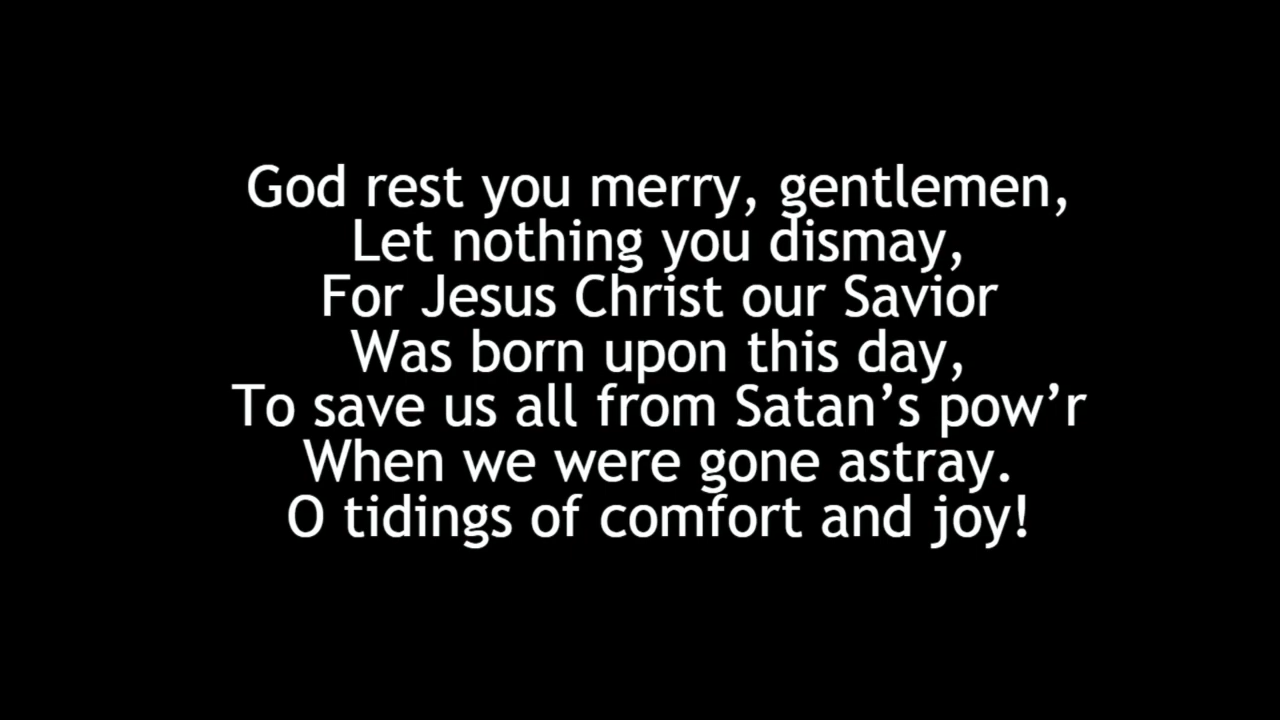 God rest you merry, gentlemen,
Let nothing you dismay,
For Jesus Christ our Savior
Was born upon this day,
To save us all from Satan’s pow’r
When we were gone astray.
O tidings of comfort and joy!